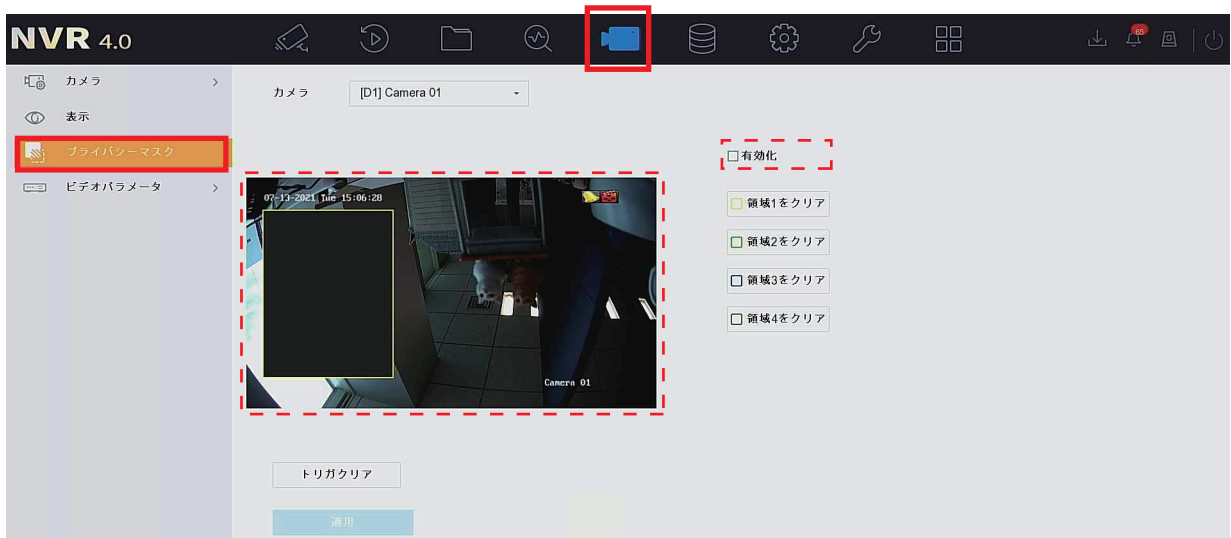 NVR 4.0
65
カメラ
表示
プライバシーマスク
ビデオパラメータ
カメラ
[D1] Camera 01
07-13-2021 Tue 15:06:28
Camera 01
有効化
領域1をクリア
領域2をクリア
領域3をクリア
領域4をクリア
トリガクリア
適用